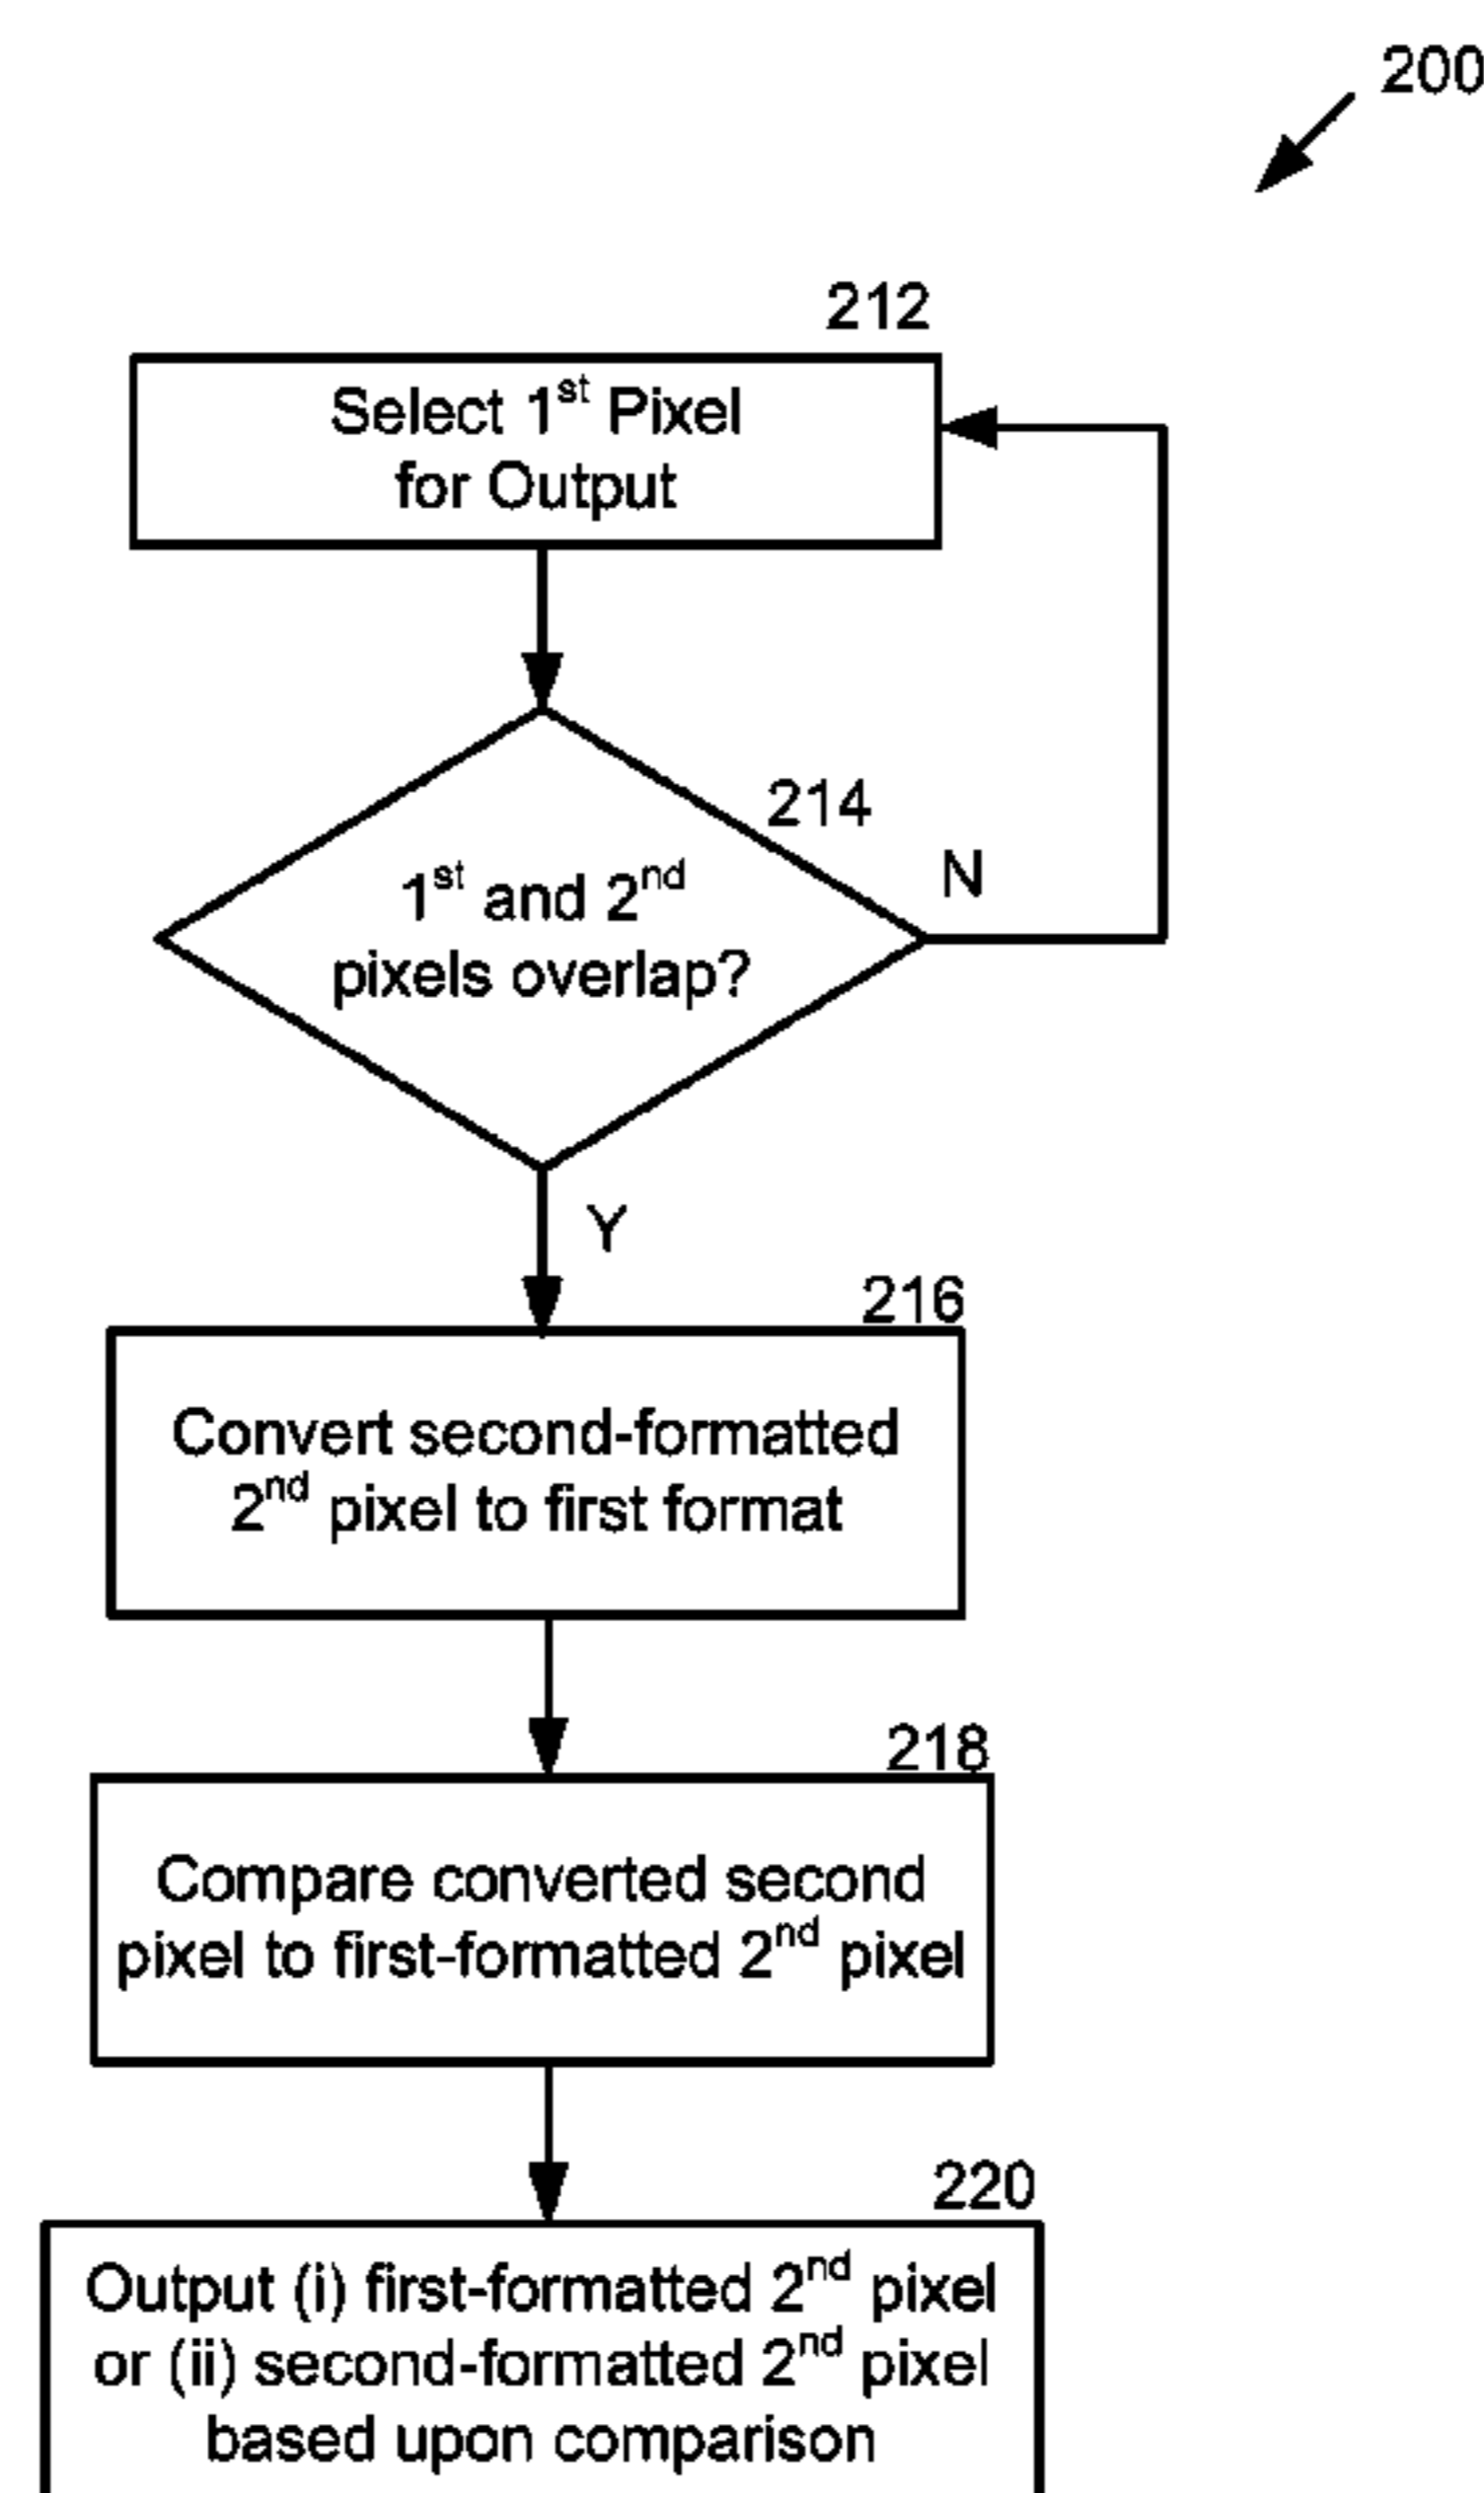 200
212
Select 1st Pixel
for Output
214
1st and 2nd
pixels overlap?
N
Y
216
Convert second-formatted
2nd pixel to first format
218
Compare converted second
pixel to first-formatted 2nd pixel
220
Output (i) first-formatted 2nd pixel
or (ii) second-formatted 2nd pixel
based upon comparison